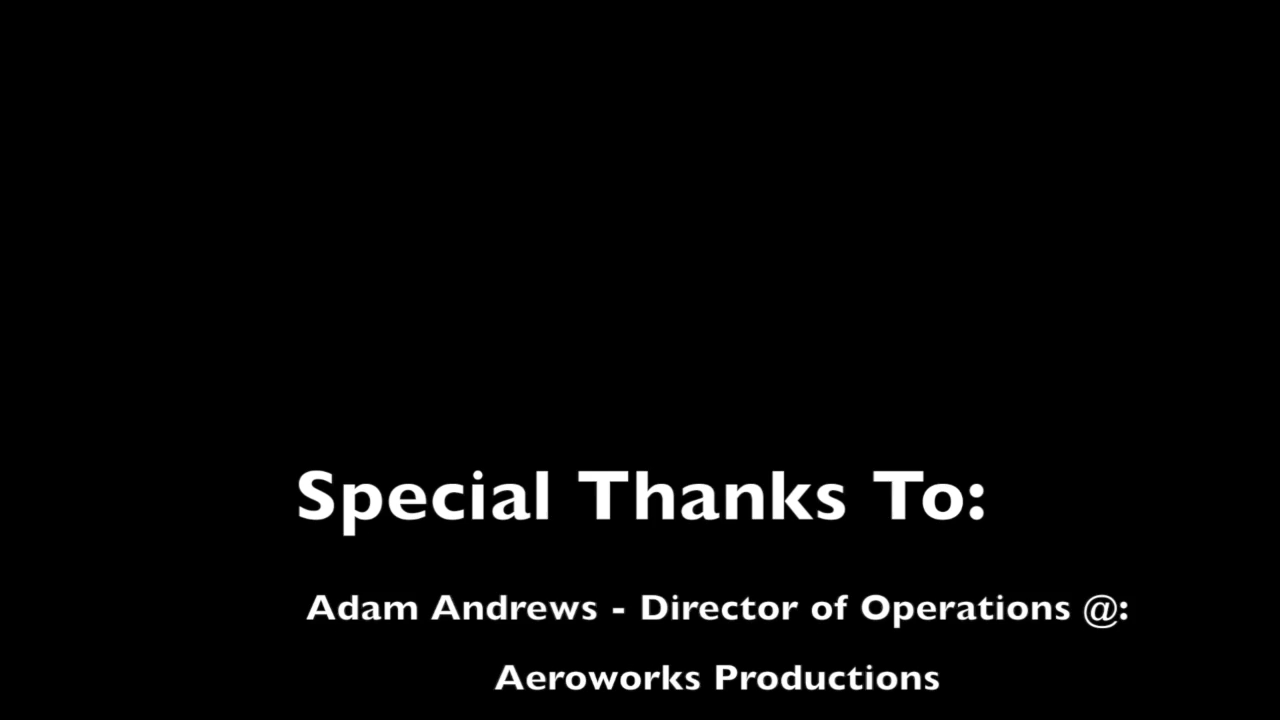 Special Thanks To:
Adam Andrews - Director of Operations @:
Aeroworks Productions